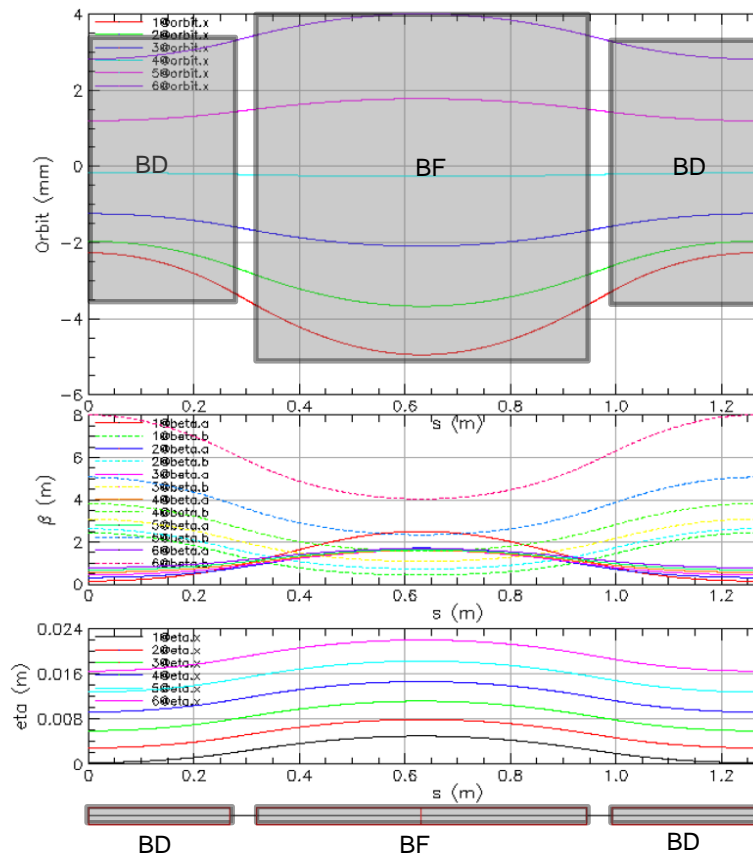 4
2
0
-2
-4
-6
Orbit (mm)
1@orbit.x
2@orbit.x
3@orbit.x
4@orbit.x
5@orbit.x
6@orbit.x
BD
BF
BD
0
0.2
0.4
0.6
0.8
1.0
1.2
s (m)
8
6
4
2
0
β (m)
1@beta.a
1@beta.b
2@beta.a
2@beta.b
3@beta.a
3@beta.b
4@beta.a
4@beta.b
5@beta.a
5@beta.b
6@beta.a
6@beta.b
0
0.2
0.4
0.6
0.8
1.0
1.2
s (m)
0.024
0.016
0.008
0
eta (m)
1@eta.x
2@eta.x
3@eta.x
4@eta.x
5@eta.x
6@eta.x
0
0.2
0.4
0.6
0.8
1.0
1.2
s (m)
BD
BF
BD